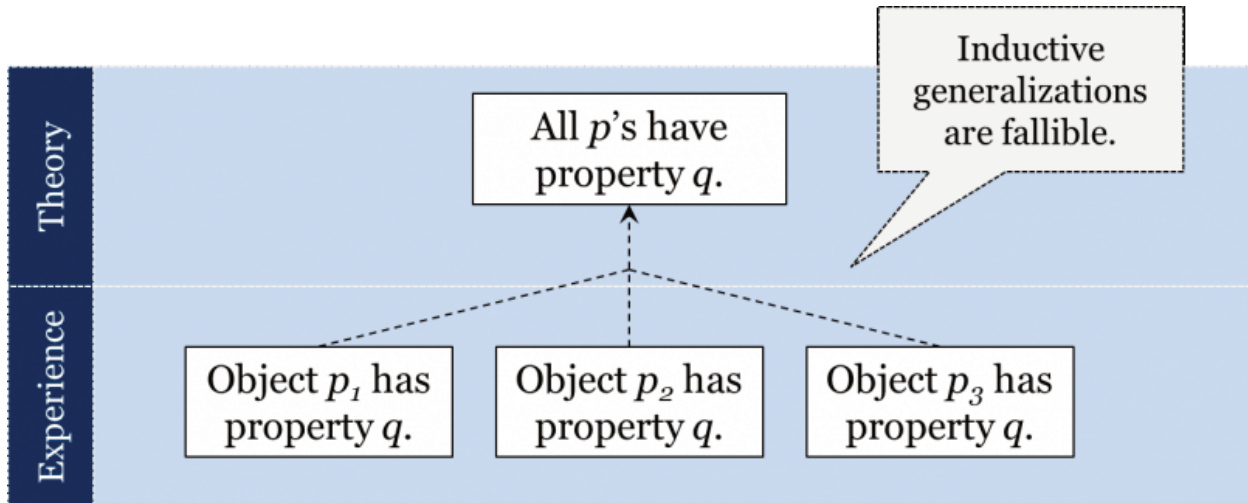 Inductive
generalizations
are fallible.
Theory
All p's have
property q.
Experience
Object p₁ has
property q.
Object p₂ has
property q.
Object p₃ has
property q.